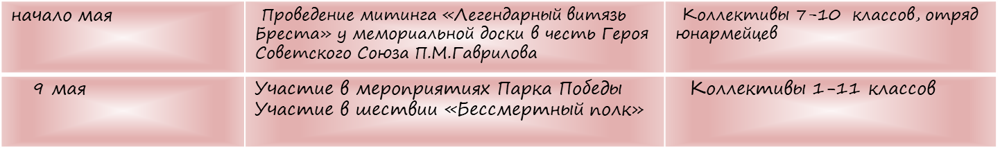 начало мая
Проведение митинга «Легендарный витязь
Бреста» у мемориальной доски в честь Героя
Советского Союза П.М.Гаврилова
Коллективы 7-10 классов, отряд
юнармейцев
9 мая
Участие в мероприятиях Парка Победы
Участие в шествии «Бессмертный полк»
Коллективы 1-11 классов